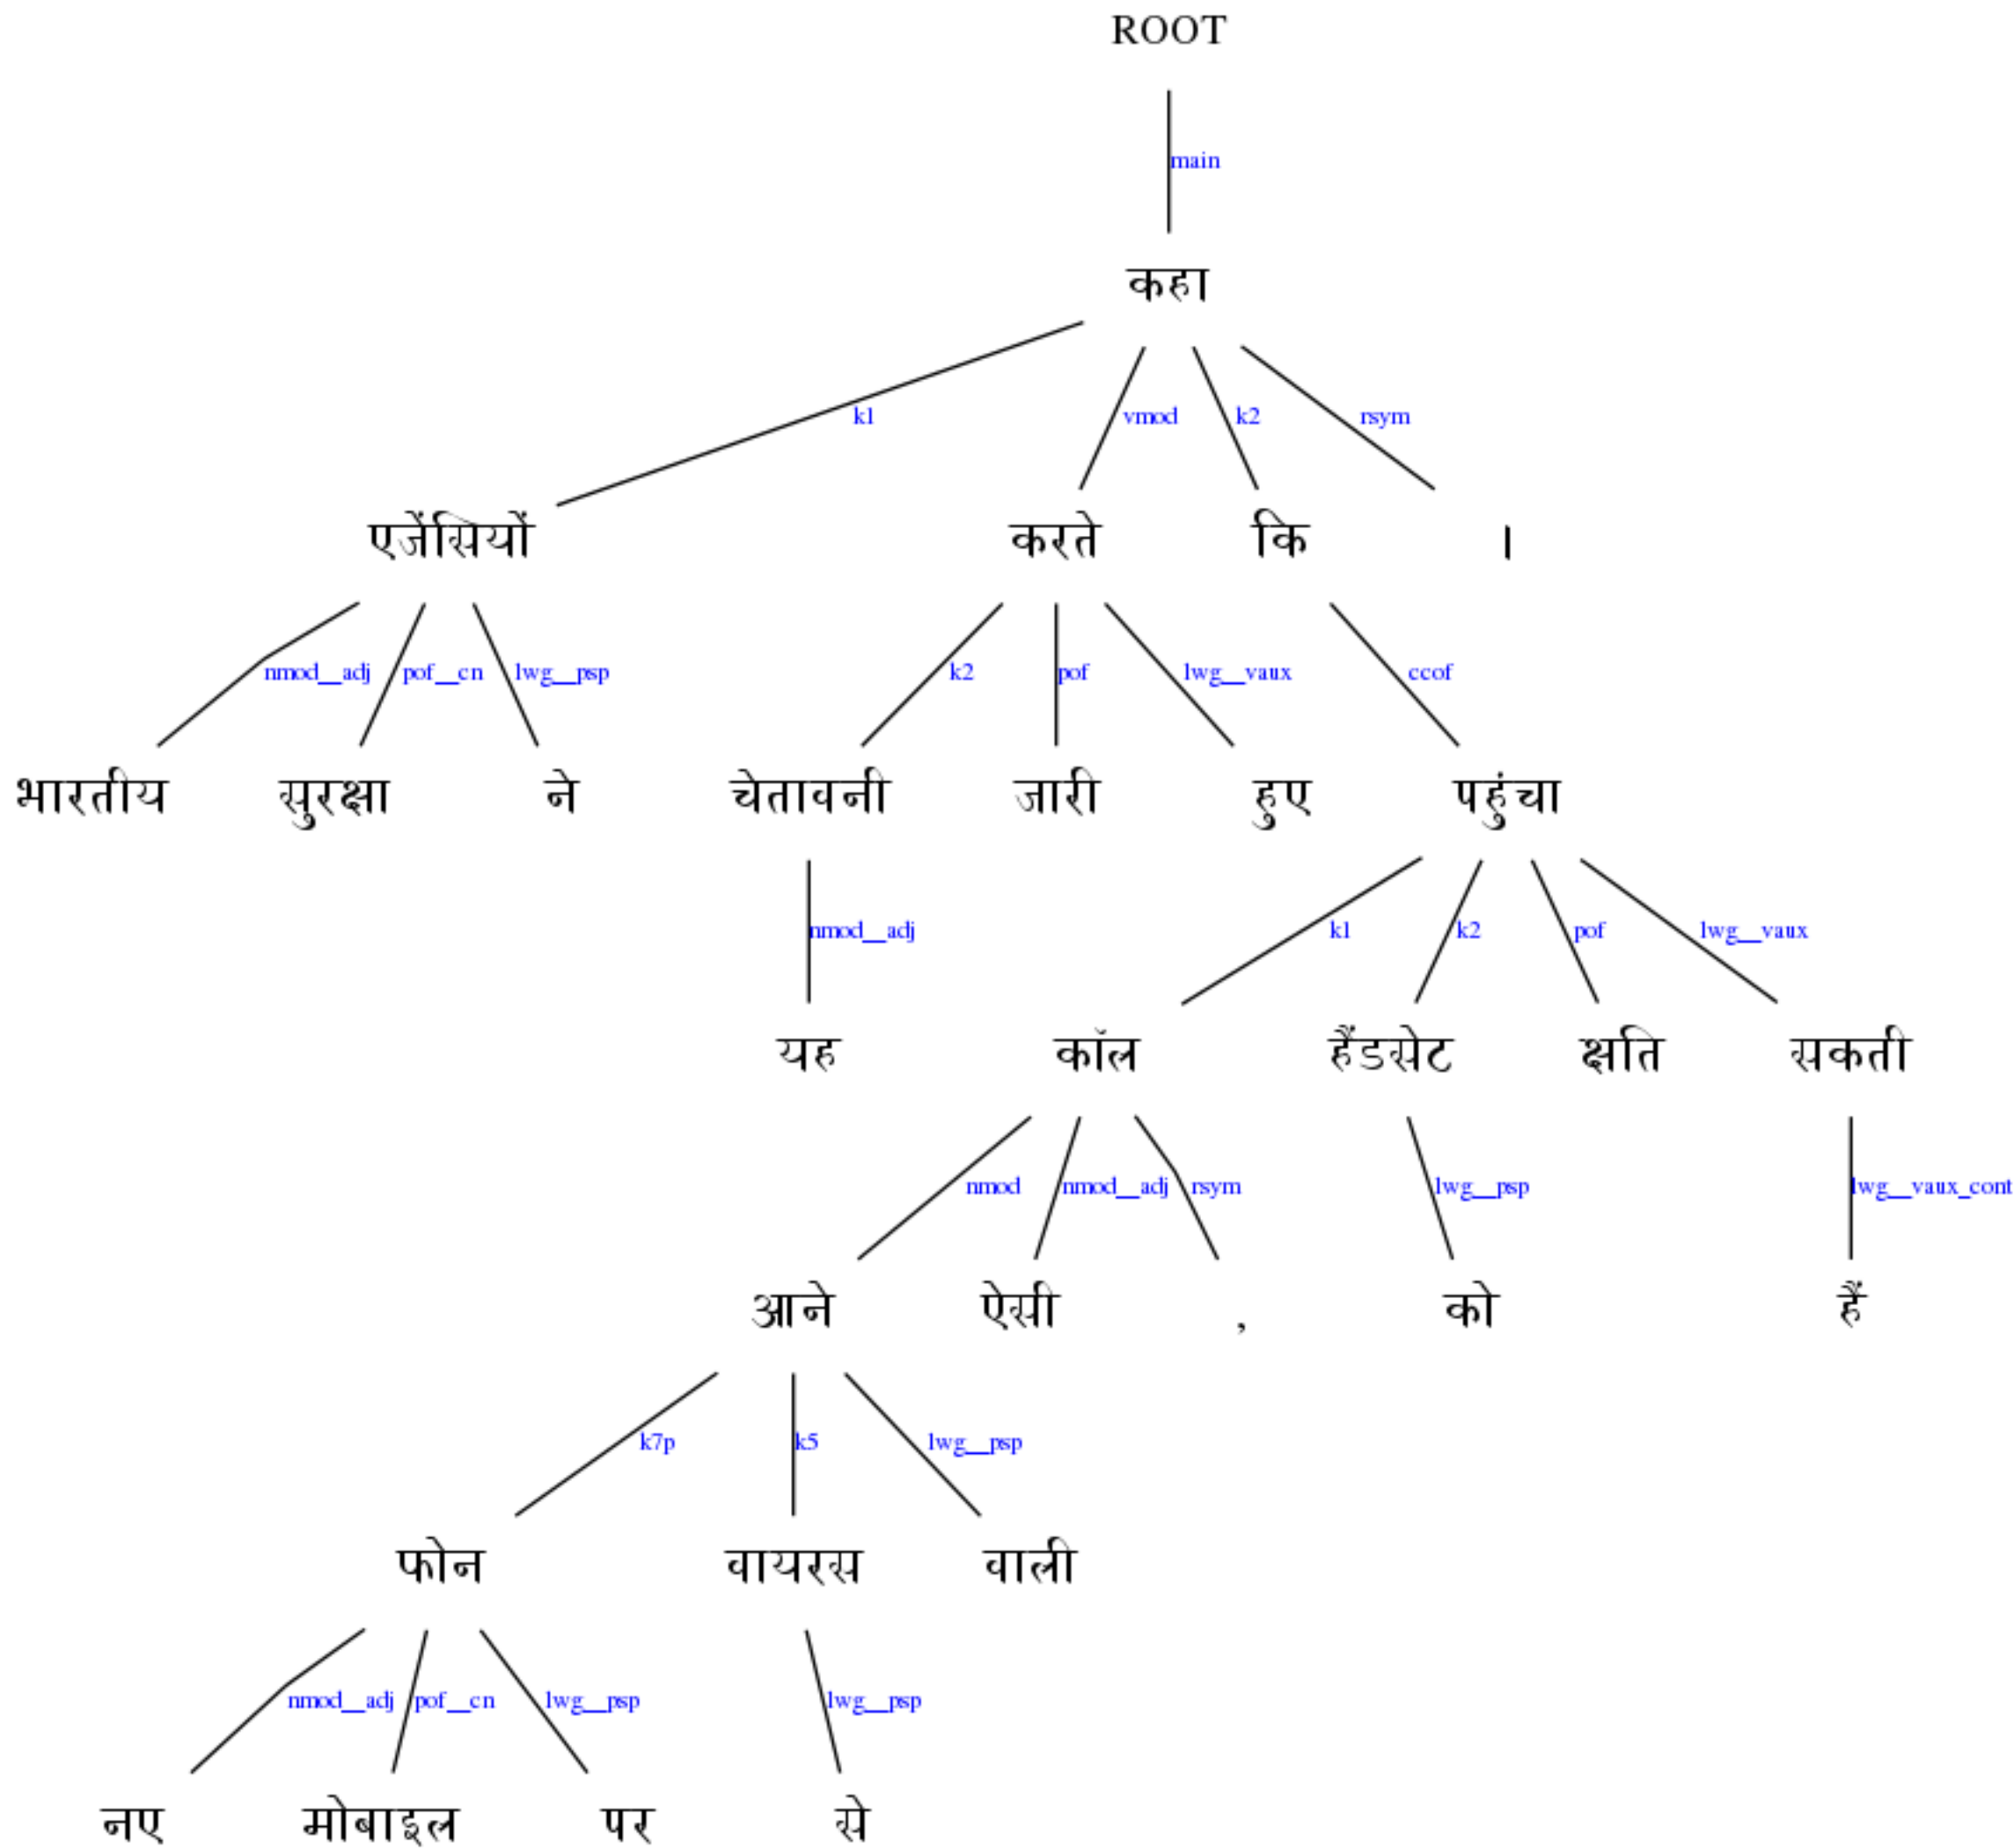 ROOT
main
कहा
k1 vmod k2 rsym
एजेंसियों करते कि ।
nmod__adj pof__cn lwg__psp k2 pof lwg__vaux ccof
भारतीय सुरक्षा ने चेतावनी जारी हुए पहुंचा
nmod__adj k1 k2 pof lwg__vaux
यह कॉल हैंडसेट क्षति सकती
nmod nmod__adj rsym lwg__psp lwg__vaux_cont
आने ऐसी , को हैं
k7p k5 lwg__psp
फोन वायरस वाली
nmod__adj pof__cn lwg__psp lwg__psp
नए मोबाइल पर से